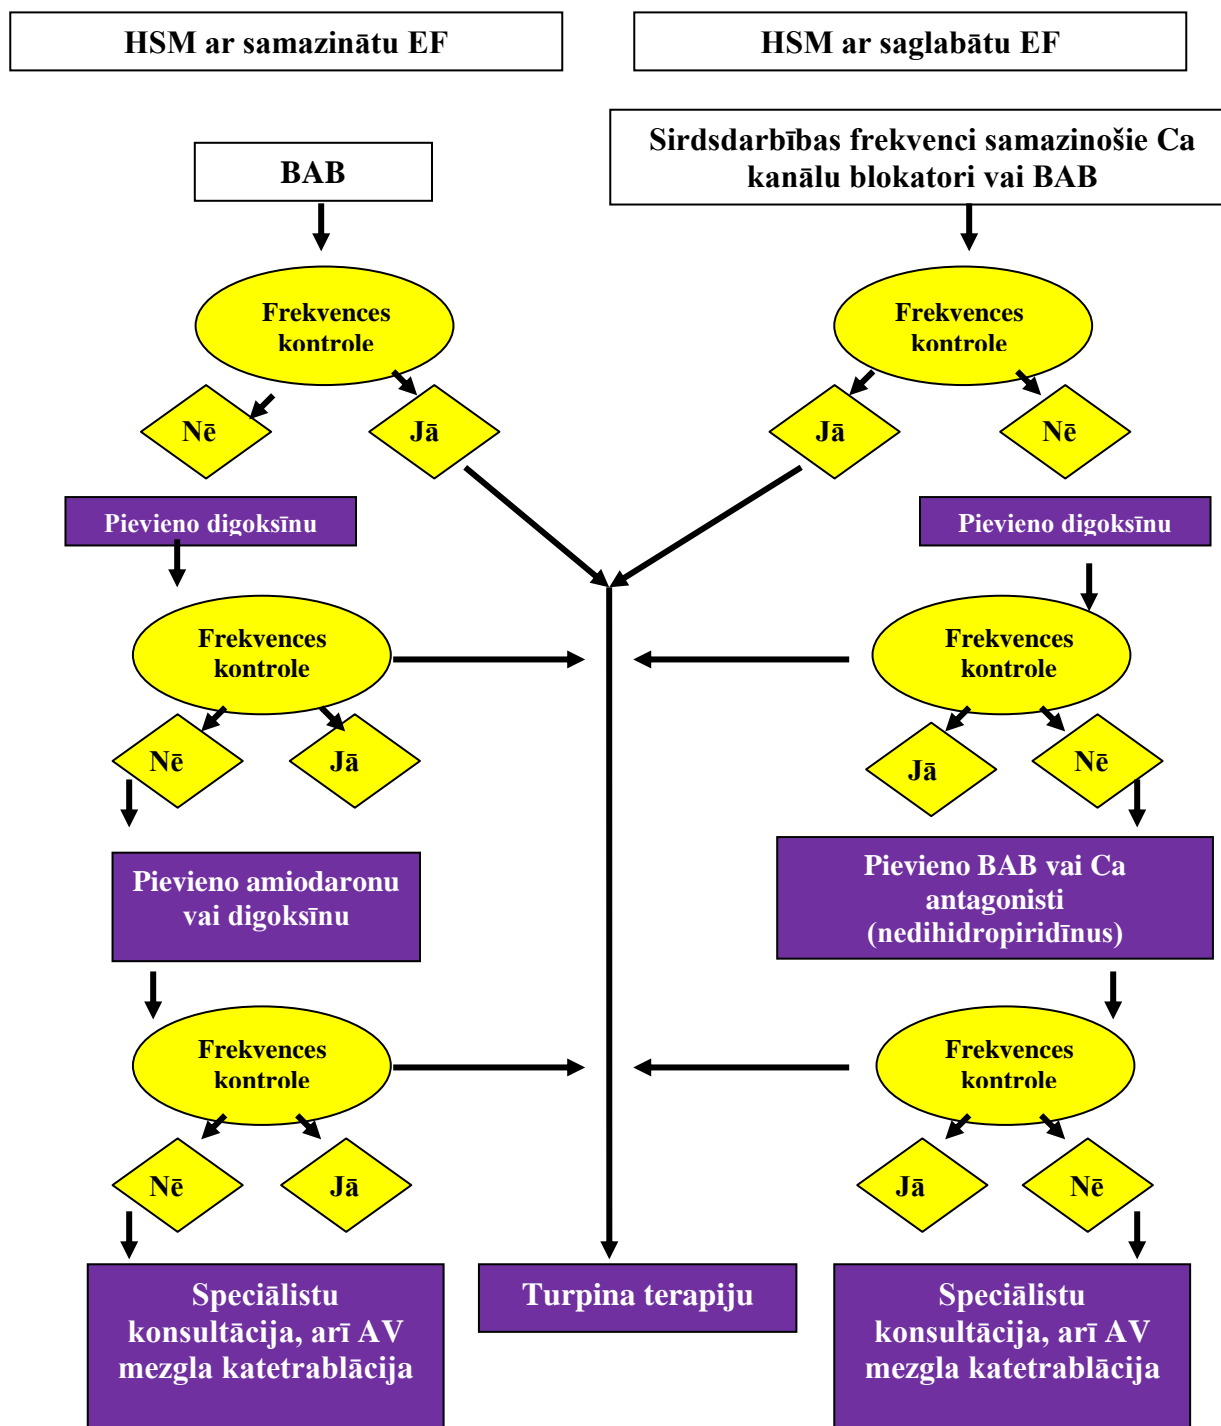 HSM ar samazinātu EF
HSM ar saglabātu EF
BAB
Sirdsdarbības frekvenci samazinošie Ca
kanālu blokatori vai BAB
Frekvences
kontrole
Frekvences
kontrole
Nē
Jā
Jā
Nē
Pievieno digoksīnu
Pievieno digoksīnu
Frekvences
kontrole
Frekvences
kontrole
Nē
Jā
Jā
Nē
Pievieno amiodaronu
vai digoksīnu
Pievieno BAB vai Ca
antagonisti
(nedihidropiridīnus)
Frekvences
kontrole
Frekvences
kontrole
Nē
Jā
Jā
Nē
Speciālistu
konsultācija, arī AV
mezgla katetrablācija
Turpina terapiju
Speciālistu
konsultācija, arī AV
mezgla katetrablācija